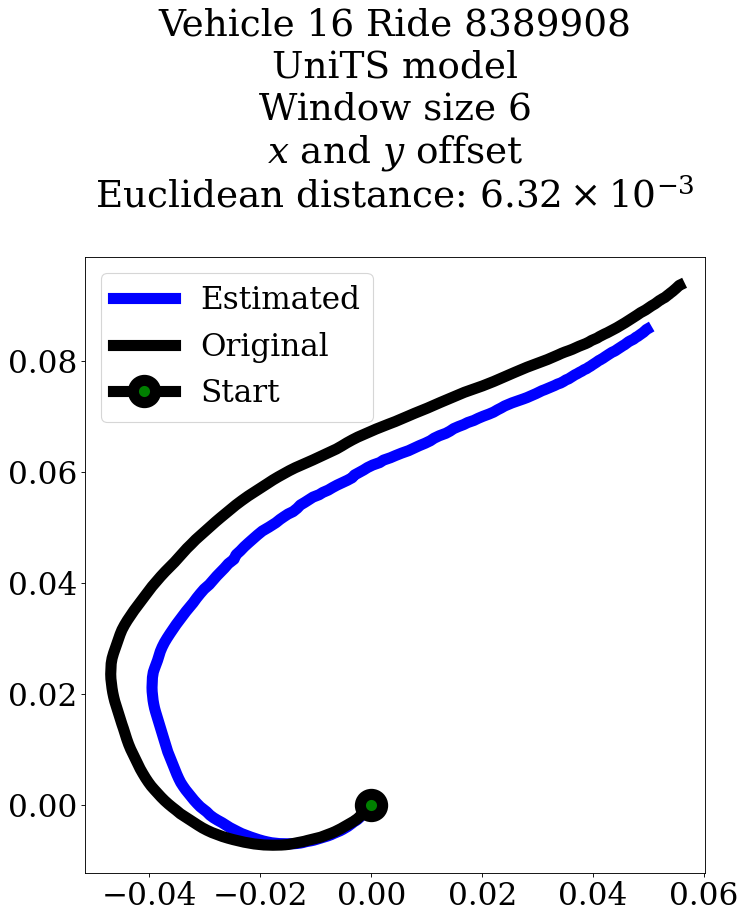 Vehicle 16 Ride 8389908
UniTS model
Window size 6
x and y offset
Euclidean distance: 6.32 × 10⁻³
Estimated
Original
Start
0.08
0.06
0.04
0.02
0.00
−0.04 −0.02 0.00 0.02 0.04 0.06